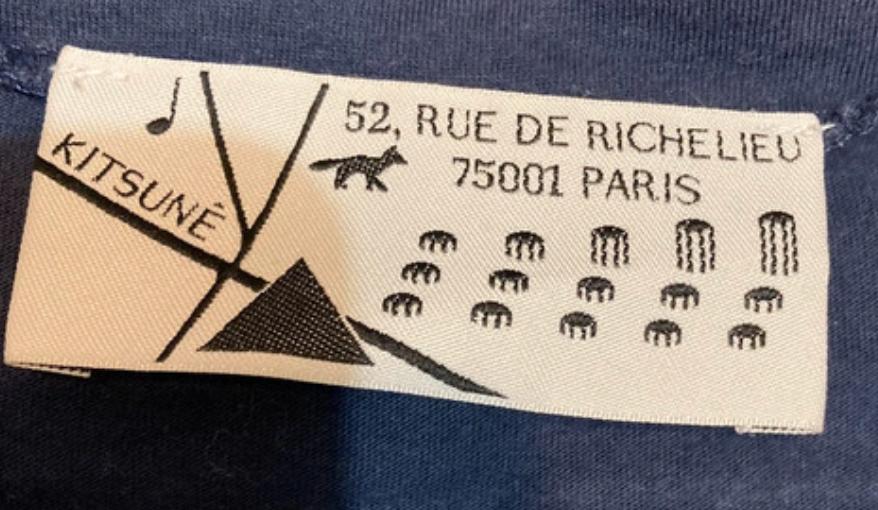 KITSUNÉ
52, RUE DE RICHELIEU
75001 PARIS